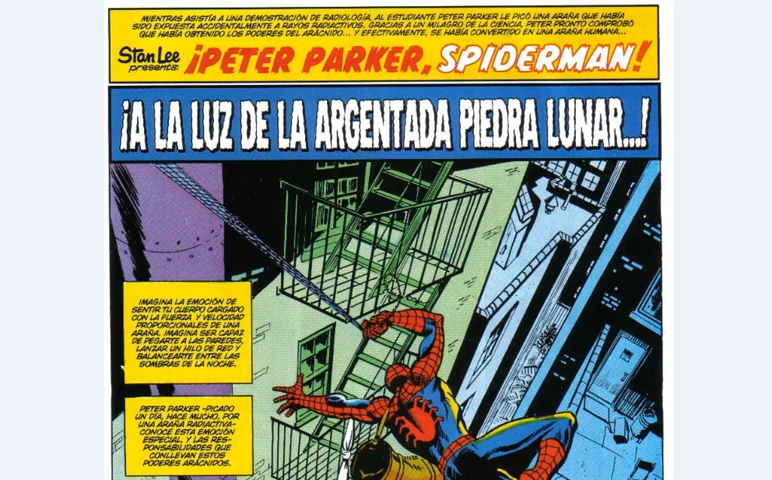 MIENTRAS ASISTÍA A UNA DEMOSTRACIÓN DE RADIOLOGÍA, AL ESTUDIANTE PETER PARKER LE PICÓ UNA ARAÑA QUE HABÍA
SIDO EXPUESTA ACCIDENTALMENTE A RAYOS RADIACTIVOS. GRACIAS A UN MILAGRO DE LA CIENCIA, PETER PRONTO COMPROBÓ
QUE HABÍA OBTENIDO LOS PODERES DEL ARÁCNIDO... Y EFECTIVAMENTE, SE HABÍA CONVERTIDO EN UNA ARAÑA HUMANA...
Stan Lee
presenta:
¡PETER PARKER, SPIDERMAN!
¡A LA LUZ DE LA ARGENTADA PIEDRA LUNAR...!
IMAGINA LA EMOCIÓN DE
SENTIR TU CUERPO CARGADO
CON LA FUERZA Y VELOCIDAD
PROPORCIONALES DE UNA
ARAÑA. IMAGINA SER CAPAZ
DE PEGARTE A LAS PAREDES,
LANZAR UN HILO DE RED Y
BALANCEARTE ENTRE LAS
SOMBRAS DE LA NOCHE.
PETER PARKER -PICADO
UN DÍA, HACE MUCHO, POR
UNA ARAÑA RADIACTIVA-
CONOCE ESTA EMOCIÓN
ESPECIAL, Y LAS RES-
PONSABILIDADES QUE
CONLLEVAN ESTOS
PODERES ARÁCNIDOS.